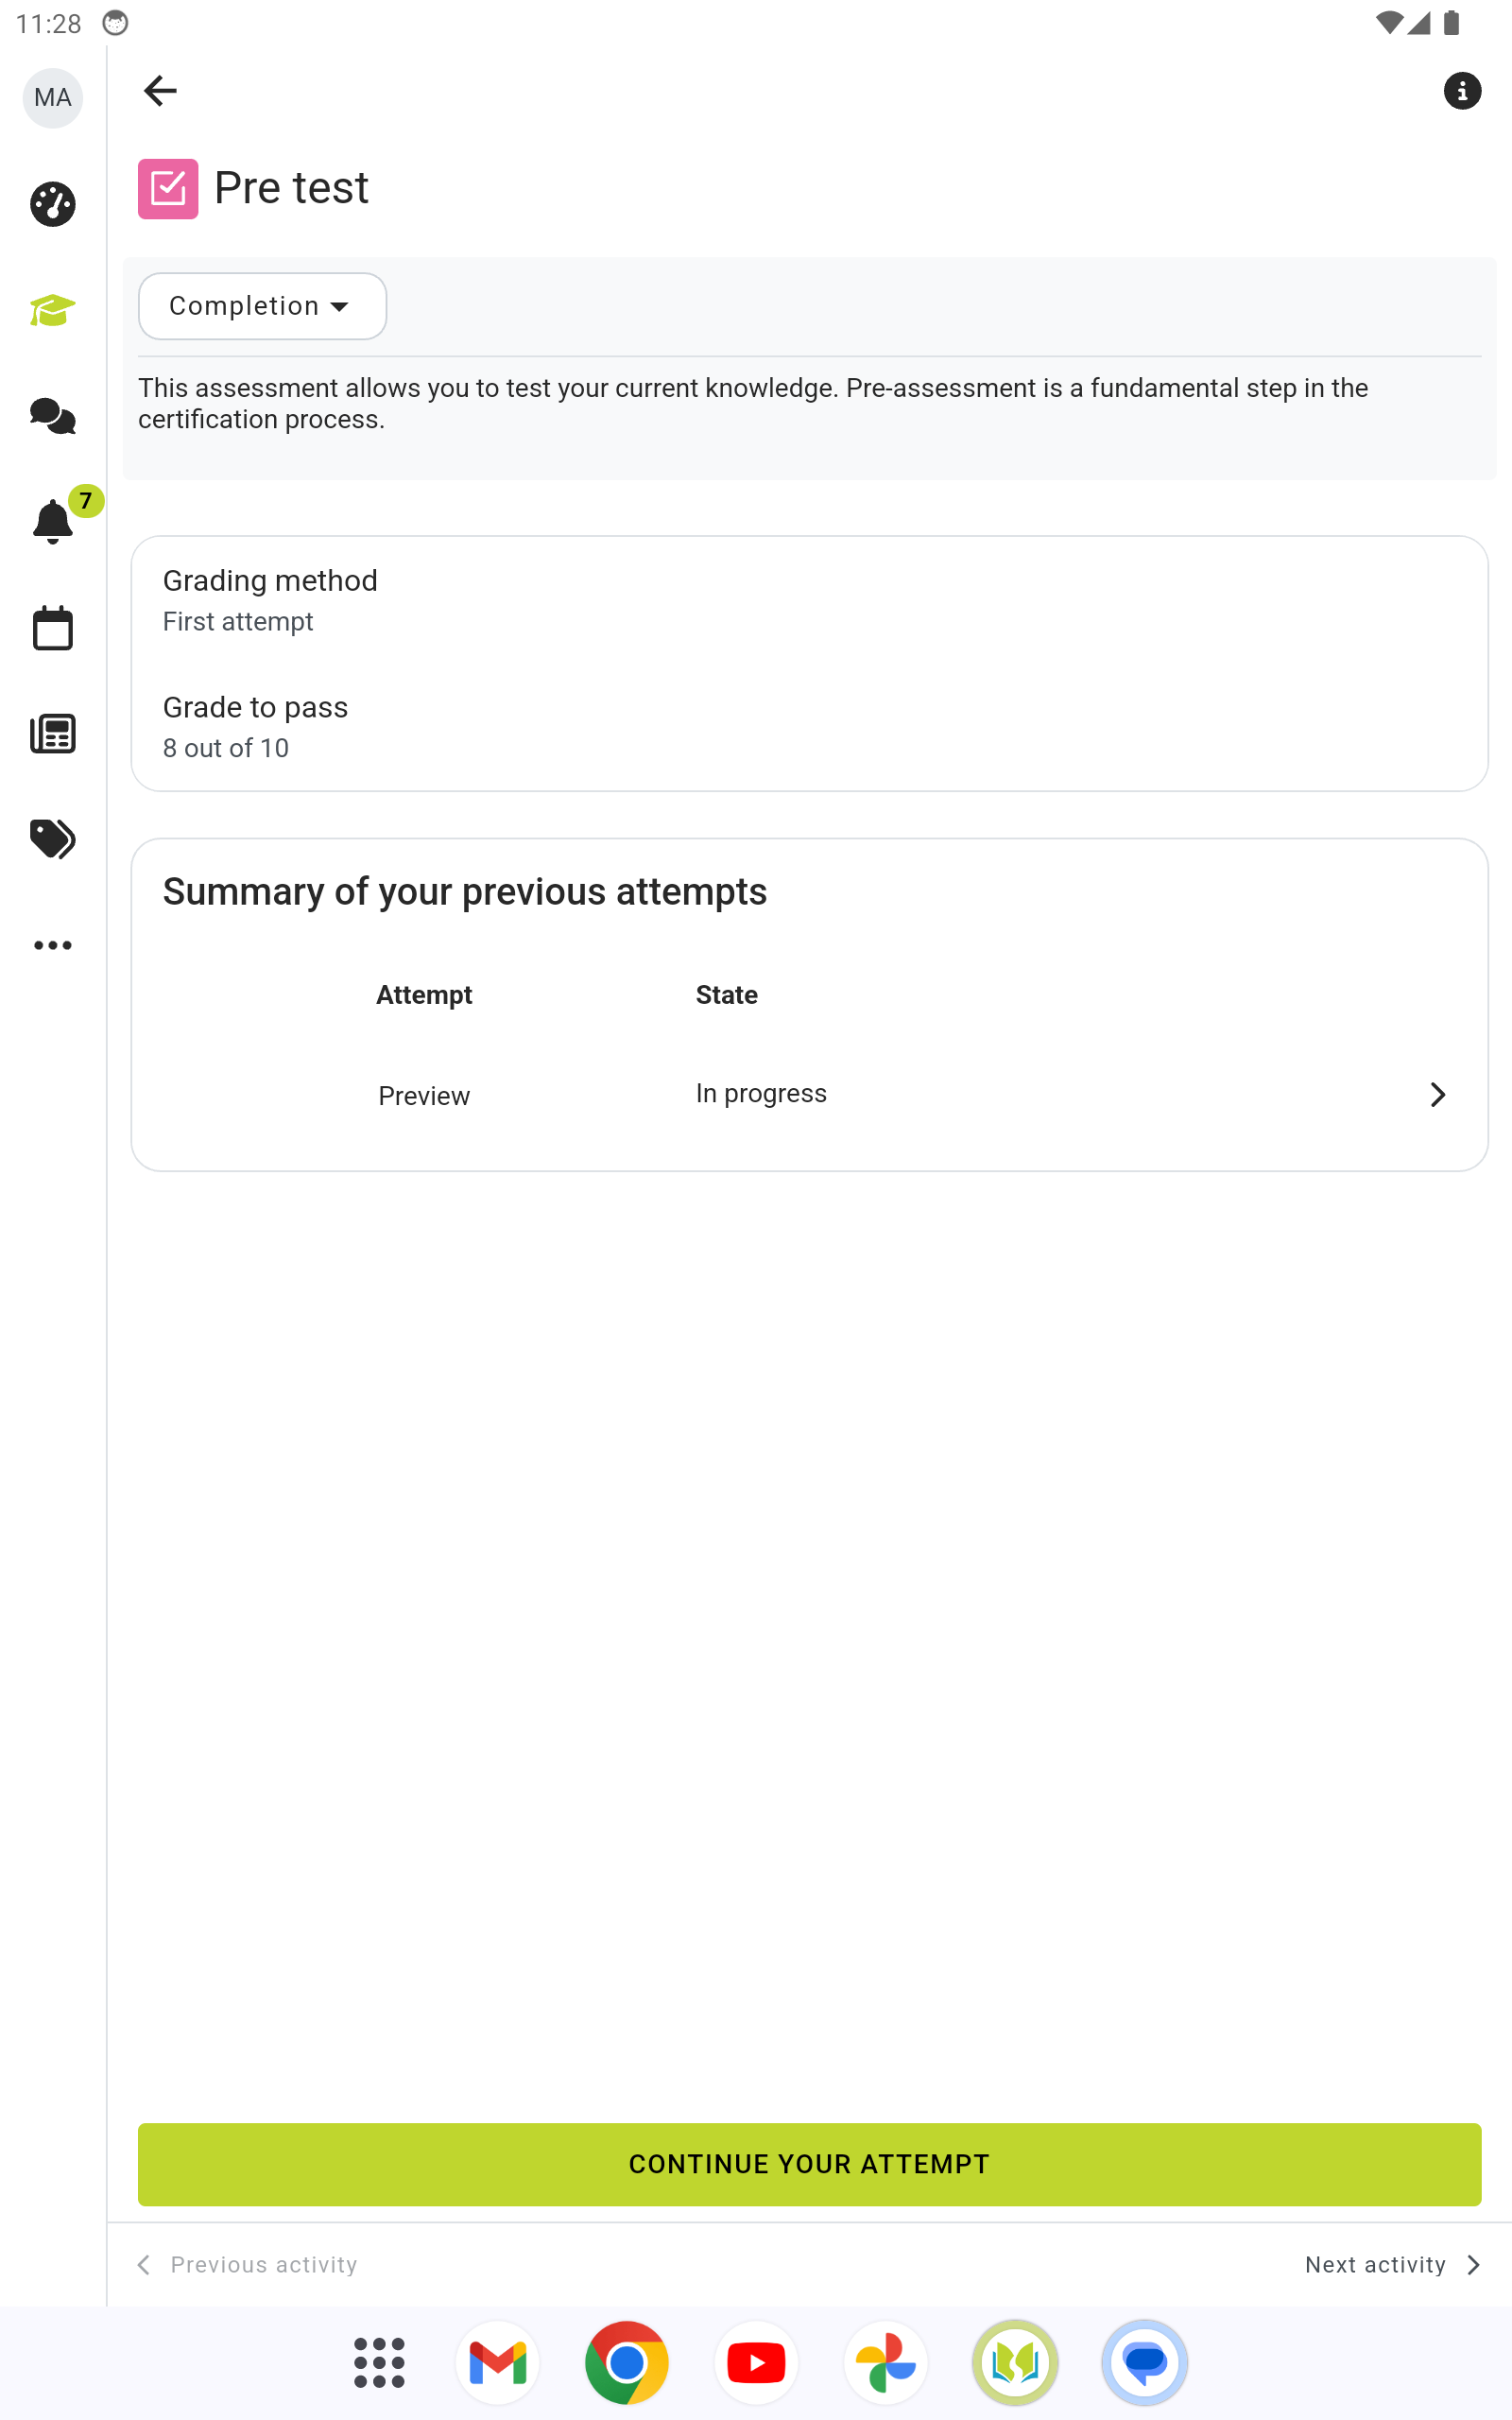 11:28
MA
Pre test
Completion
This assessment allows you to test your current knowledge. Pre-assessment is a fundamental step in the
certification process.
7
Grading method
First attempt
Grade to pass
8 out of 10
Summary of your previous attempts
Attempt State
Preview In progress
CONTINUE YOUR ATTEMPT
Previous activity Next activity